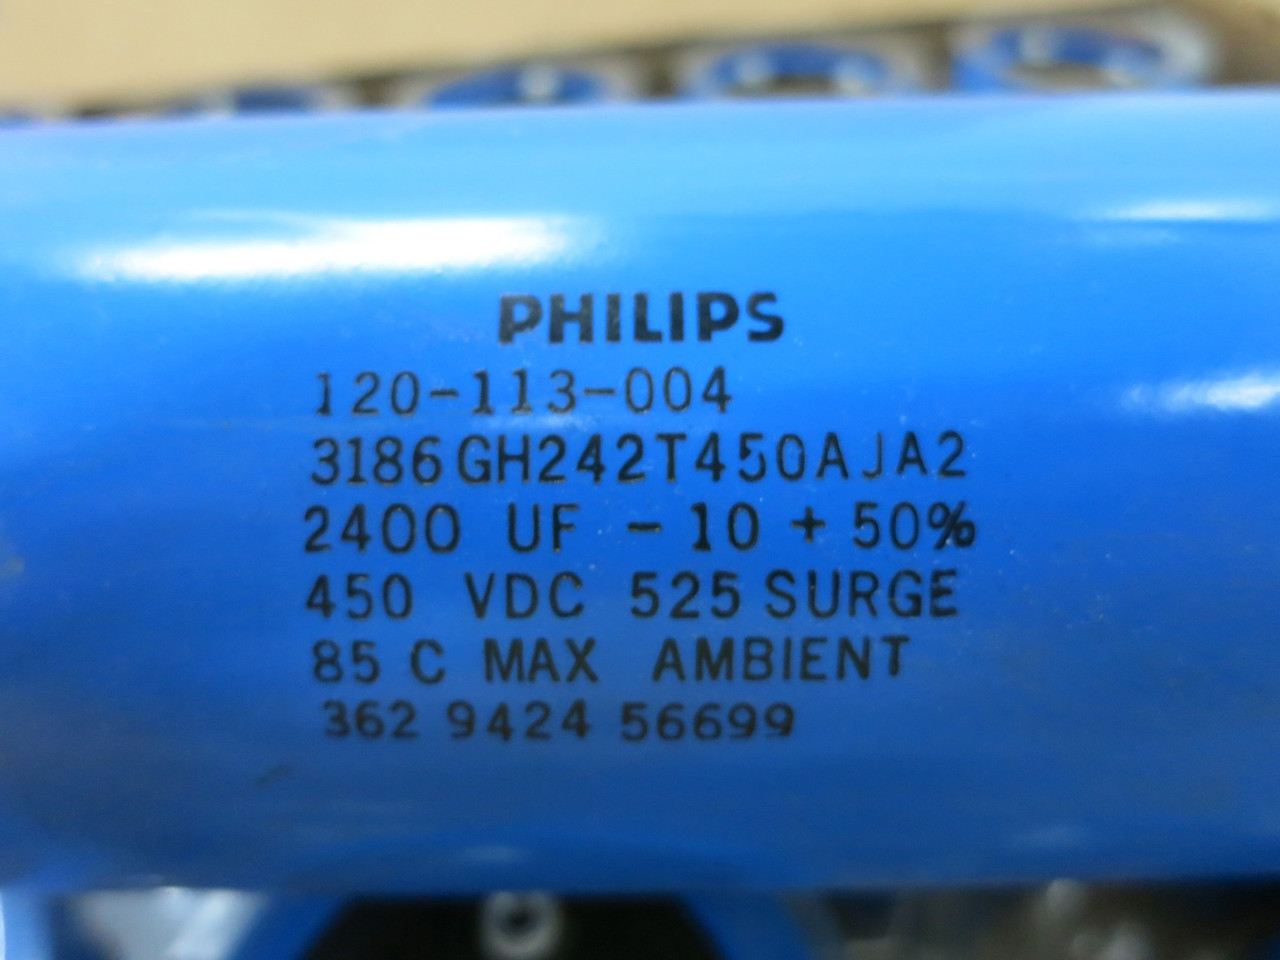 PHILIPS
120-113-004
3186GH242T450AJA2
2400 UF -10 +50%
450 VDC 525 SURGE
85 C MAX AMBIENT
362 9424 56699